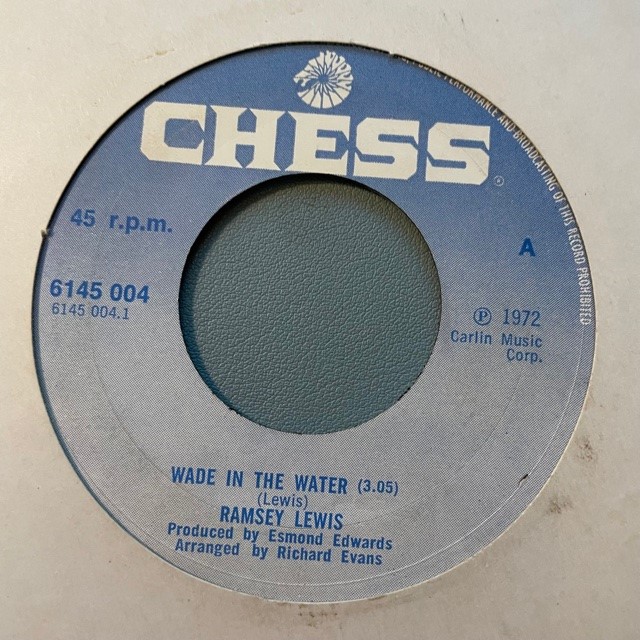 PERFORMANCE AND BROADCASTING OF THIS RECORD PROHIBITED
CHESS
45 r.p.m.
A
6145 004
6145 004.1
℗ 1972
Carlin Music
Corp.
WADE IN THE WATER (3.05)
(Lewis)
RAMSEY LEWIS
Produced by Esmond Edwards
Arranged by Richard Evans